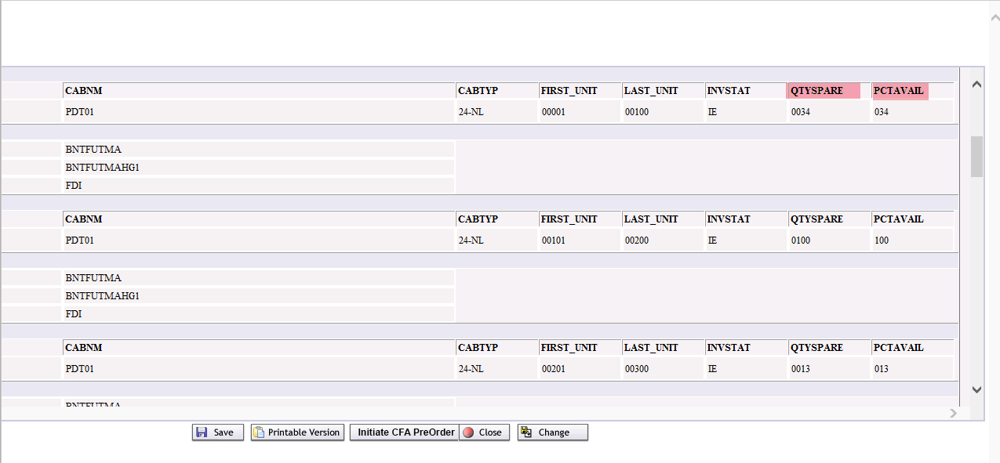 CABNM CABTYP FIRST_UNIT LAST_UNIT INVSTAT QTYSPARE PCTAVAIL
PDT01 24-NL 00001 00100 IE 0034 034
BNTFUTMA
BNTFUTMAHG1
FDI
CABNM CABTYP FIRST_UNIT LAST_UNIT INVSTAT QTYSPARE PCTAVAIL
PDT01 24-NL 00101 00200 IE 0100 100
BNTFUTMA
BNTFUTMAHG1
FDI
CABNM CABTYP FIRST_UNIT LAST_UNIT INVSTAT QTYSPARE PCTAVAIL
PDT01 24-NL 00201 00300 IE 0013 013
BNTFUTMA
Save Printable Version Initiate CFA PreOrder Close Change